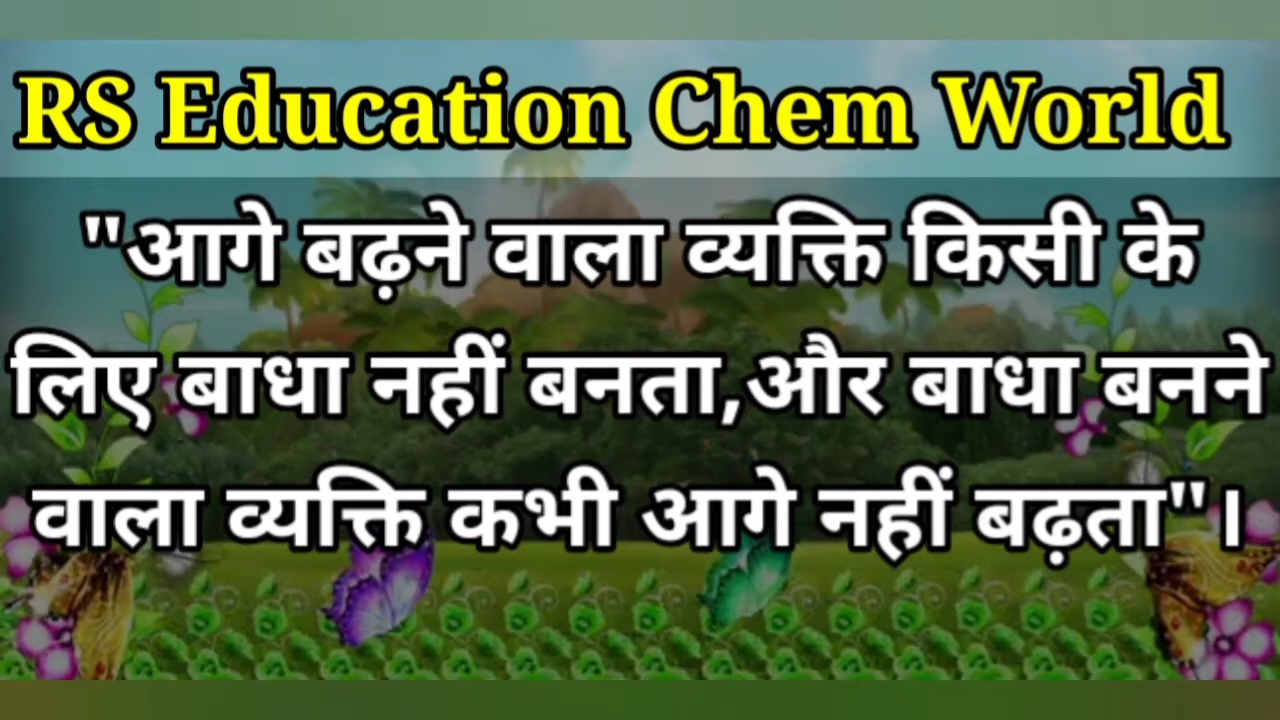 RS Education Chem World
"आगे बढ़ने वाला व्यक्ति किसी के
लिए बाधा नहीं बनता,और बाधा बनने
वाला व्यक्ति कभी आगे नहीं बढ़ता"।